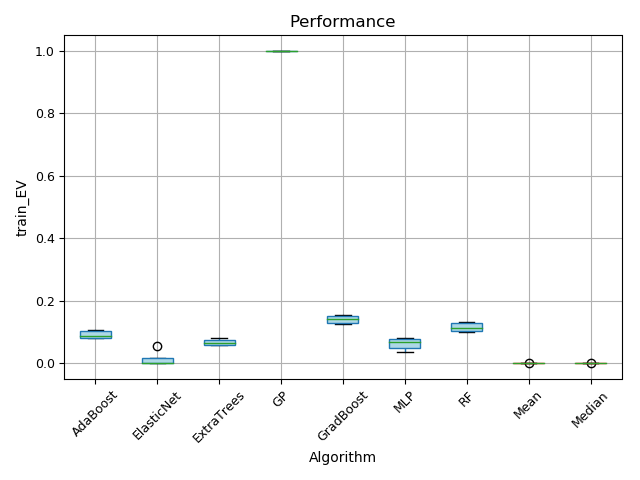 Performance
1.0
0.8
0.6
0.4
0.2
0.0
train_EV
AdaBoost
ElasticNet
ExtraTrees
GP
GradBoost
MLP
RF
Mean
Median
Algorithm